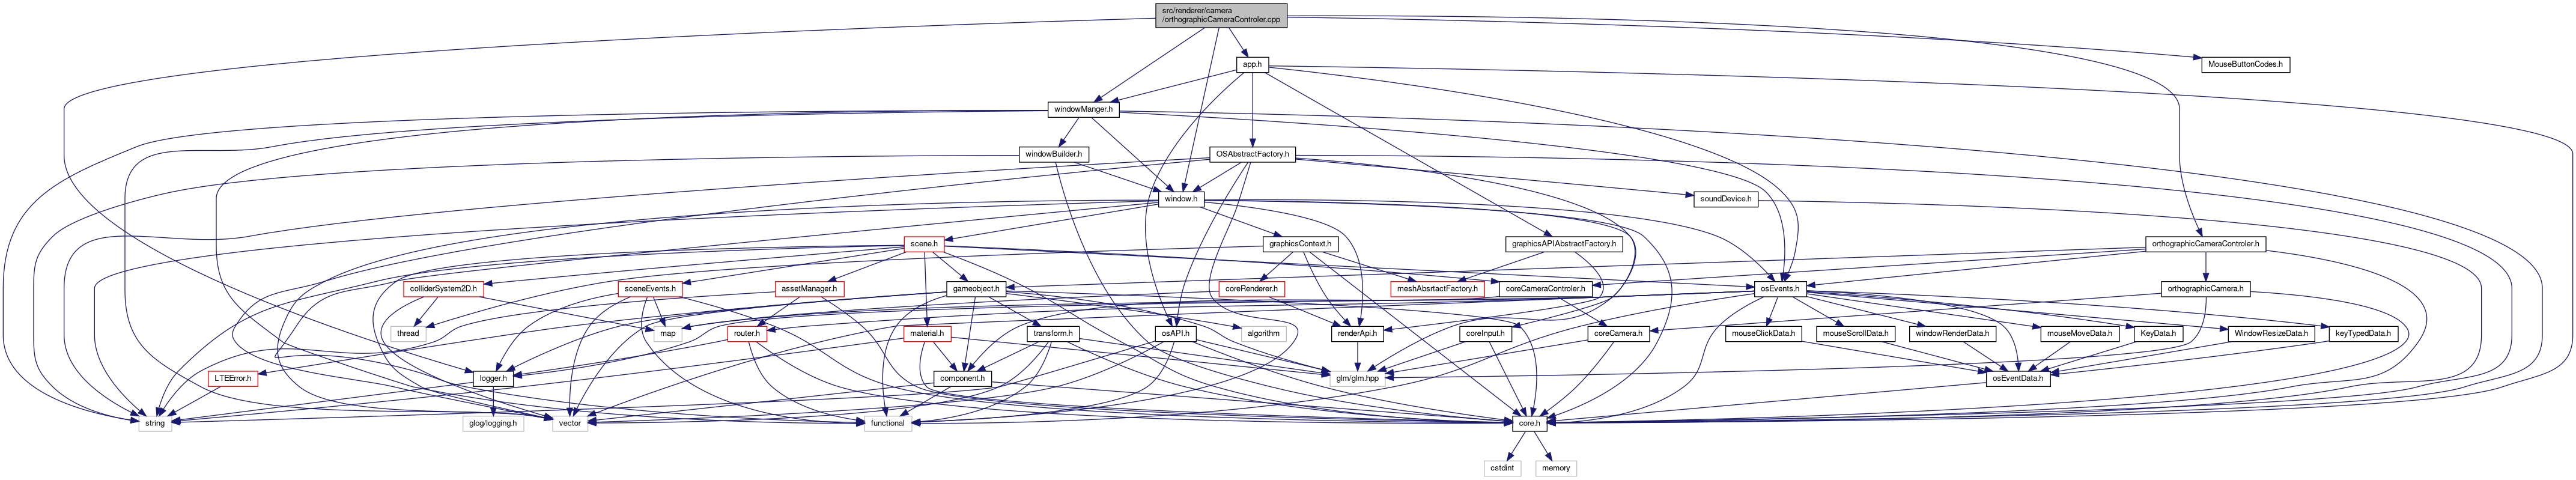 src/renderer/camera
/orthographicCameraControler.cpp
app.h
MouseButtonCodes.h
windowManger.h
windowBuilder.h
OSAbstractFactory.h
window.h
soundDevice.h
scene.h
graphicsContext.h
graphicsAPIAbstractFactory.h
orthographicCameraControler.h
colliderSystem2D.h
sceneEvents.h
assetManager.h
gameobject.h
coreRenderer.h
meshAbsrtactFactory.h
coreCameraControler.h
osEvents.h
orthographicCamera.h
thread
map
router.h
material.h
transform.h
osAPI.h
algorithm
renderApi.h
coreInput.h
coreCamera.h
mouseClickData.h
mouseScrollData.h
windowRenderData.h
mouseMoveData.h
KeyData.h
WindowResizeData.h
keyTypedData.h
LTEError.h
logger.h
component.h
glm/glm.hpp
osEventData.h
string
glog/logging.h
vector
functional
core.h
cstdint
memory